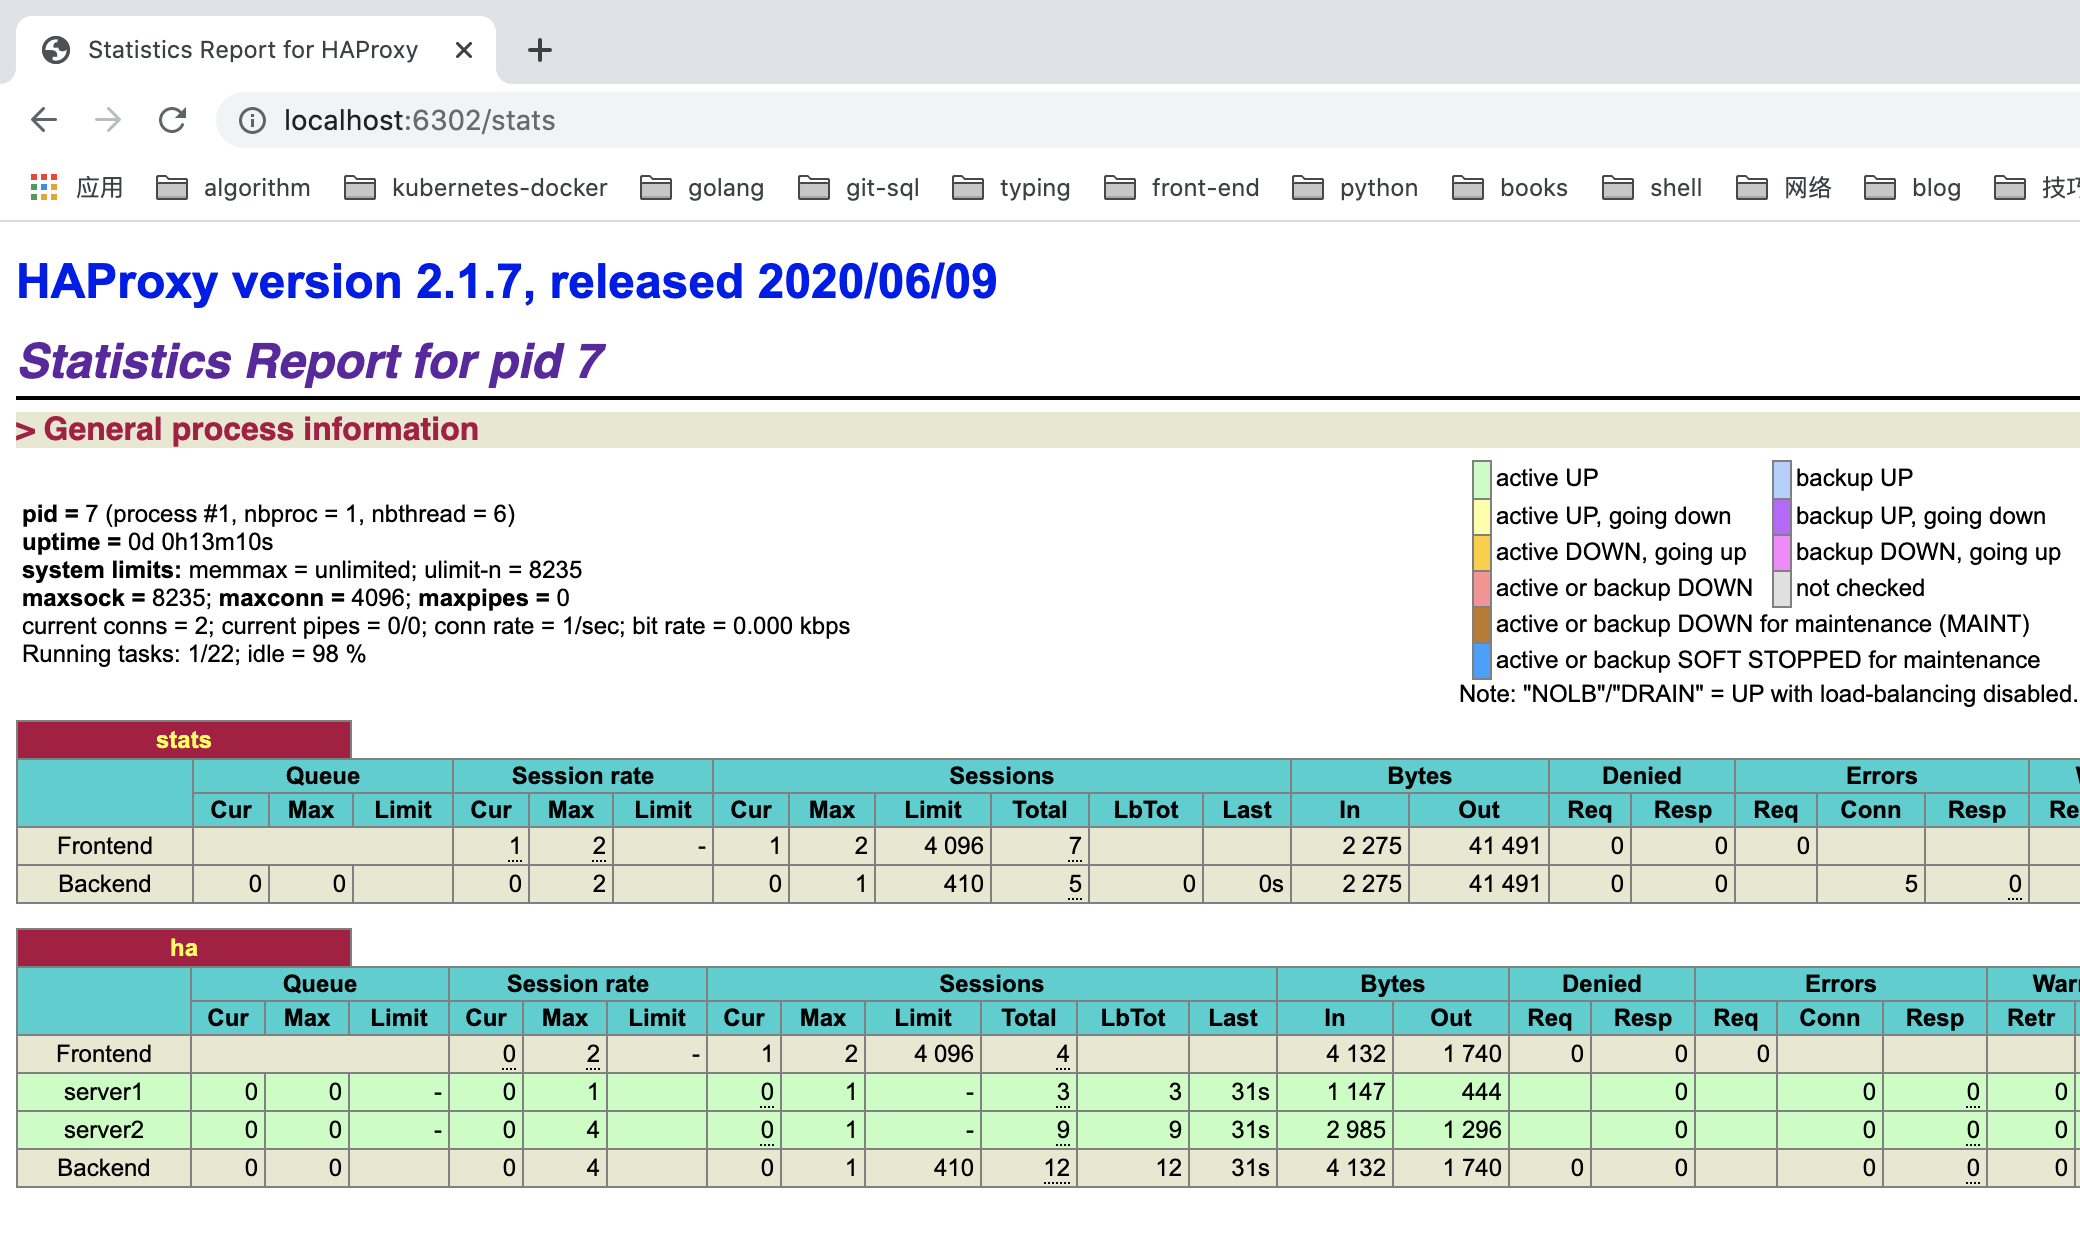 Statistics Report for HAProxy
localhost:6302/stats
应用 algorithm kubernetes-docker golang git-sql typing front-end python books shell 网络 blog
HAProxy version 2.1.7, released 2020/06/09
Statistics Report for pid 7
> General process information
pid = 7 (process #1, nbproc = 1, nbthread = 6)
uptime = 0d 0h13m10s
system limits: memmax = unlimited; ulimit-n = 8235
maxsock = 8235; maxconn = 4096; maxpipes = 0
current conns = 2; current pipes = 0/0; conn rate = 1/sec; bit rate = 0.000 kbps
Running tasks: 1/22; idle = 98 %
active UP backup UP
active UP, going down backup UP, going down
active DOWN, going up backup DOWN, going up
active or backup DOWN not checked
active or backup DOWN for maintenance (MAINT)
active or backup SOFT STOPPED for maintenance
Note: "NOLB"/"DRAIN" = UP with load-balancing disabled.
stats
Queue Session rate Sessions Bytes Denied Errors
Cur Max Limit Cur Max Limit Cur Max Limit Total LbTot Last In Out Req Resp Req Conn Resp
Frontend 1 2 - 1 2 4 096 7 2 275 41 491 0 0 0
Backend 0 0 0 2 0 1 410 5 0 0s 2 275 41 491 0 0 5 0
ha
Queue Session rate Sessions Bytes Denied Errors
Cur Max Limit Cur Max Limit Cur Max Limit Total LbTot Last In Out Req Resp Req Conn Resp Retr
Frontend 0 2 - 1 2 4 096 4 4 132 1 740 0 0 0
server1 0 0 - 0 1 0 1 - 3 3 31s 1 147 444 0 0 0 0
server2 0 0 - 0 4 0 1 - 9 9 31s 2 985 1 296 0 0 0 0
Backend 0 0 0 4 0 1 410 12 12 31s 4 132 1 740 0 0 0 0 0